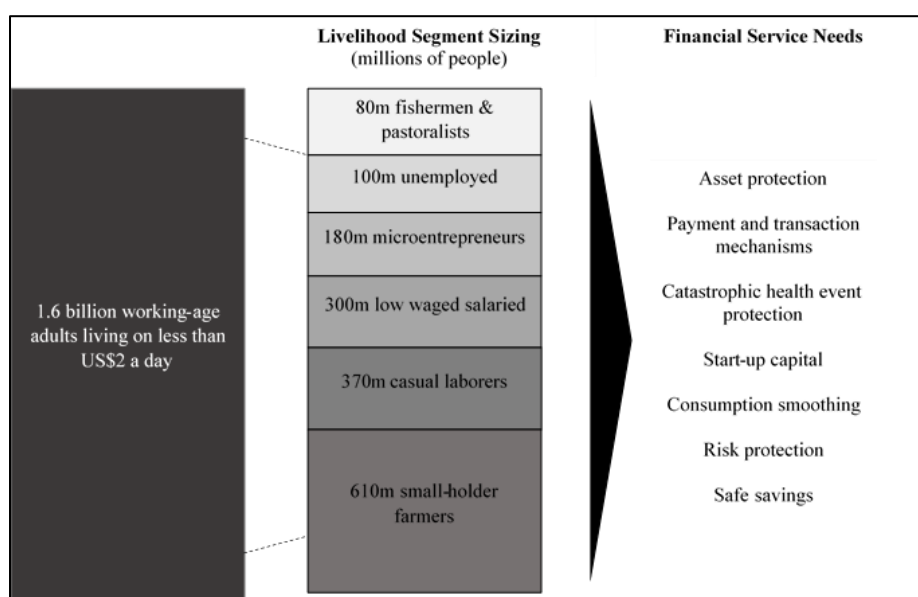 Livelihood Segment Sizing
(millions of people)
Financial Service Needs
1.6 billion working-age
adults living on less than
US$2 a day
80m fishermen &
pastoralists
100m unemployed
180m microentrepreneurs
300m low waged salaried
370m casual laborers
610m small-holder
farmers
Asset protection
Payment and transaction
mechanisms
Catastrophic health event
protection
Start-up capital
Consumption smoothing
Risk protection
Safe savings